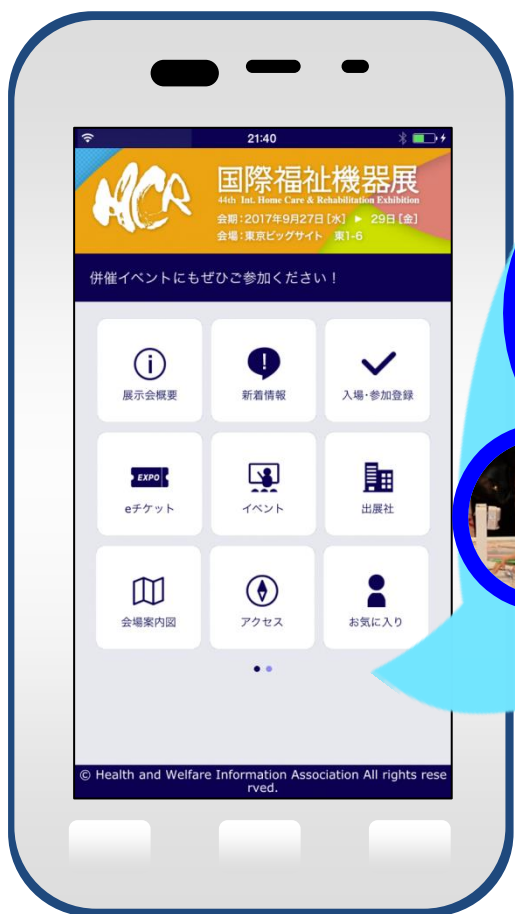 21:40
HCR
国際福祉機器展
44th Int. Home Care & Rehabilitation Exhibition
会期:2017年9月27日[水] ▶ 29日[金]
会場:東京ビッグサイト 東1-6
併催イベントにもぜひご参加ください!
展示会概要
新着情報
入場・参加登録
EXPO
eチケット
イベント
出展社
会場案内図
アクセス
お気に入り
© Health and Welfare Information Association All rights rese
rved.